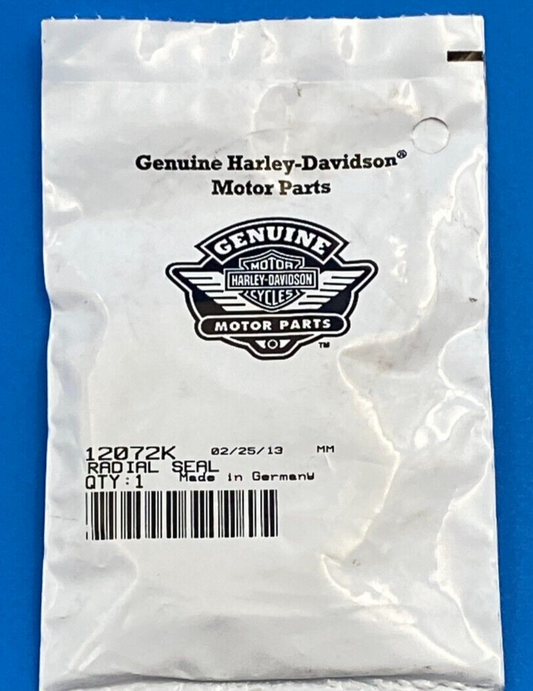 Genuine Harley-Davidson®
Motor Parts
GENUINE
MOTOR
HARLEY-DAVIDSON
CYCLES
MOTOR PARTS
TM
12072K 02/25/13 MM
RADIAL SEAL
QTY:1 Made in Germany